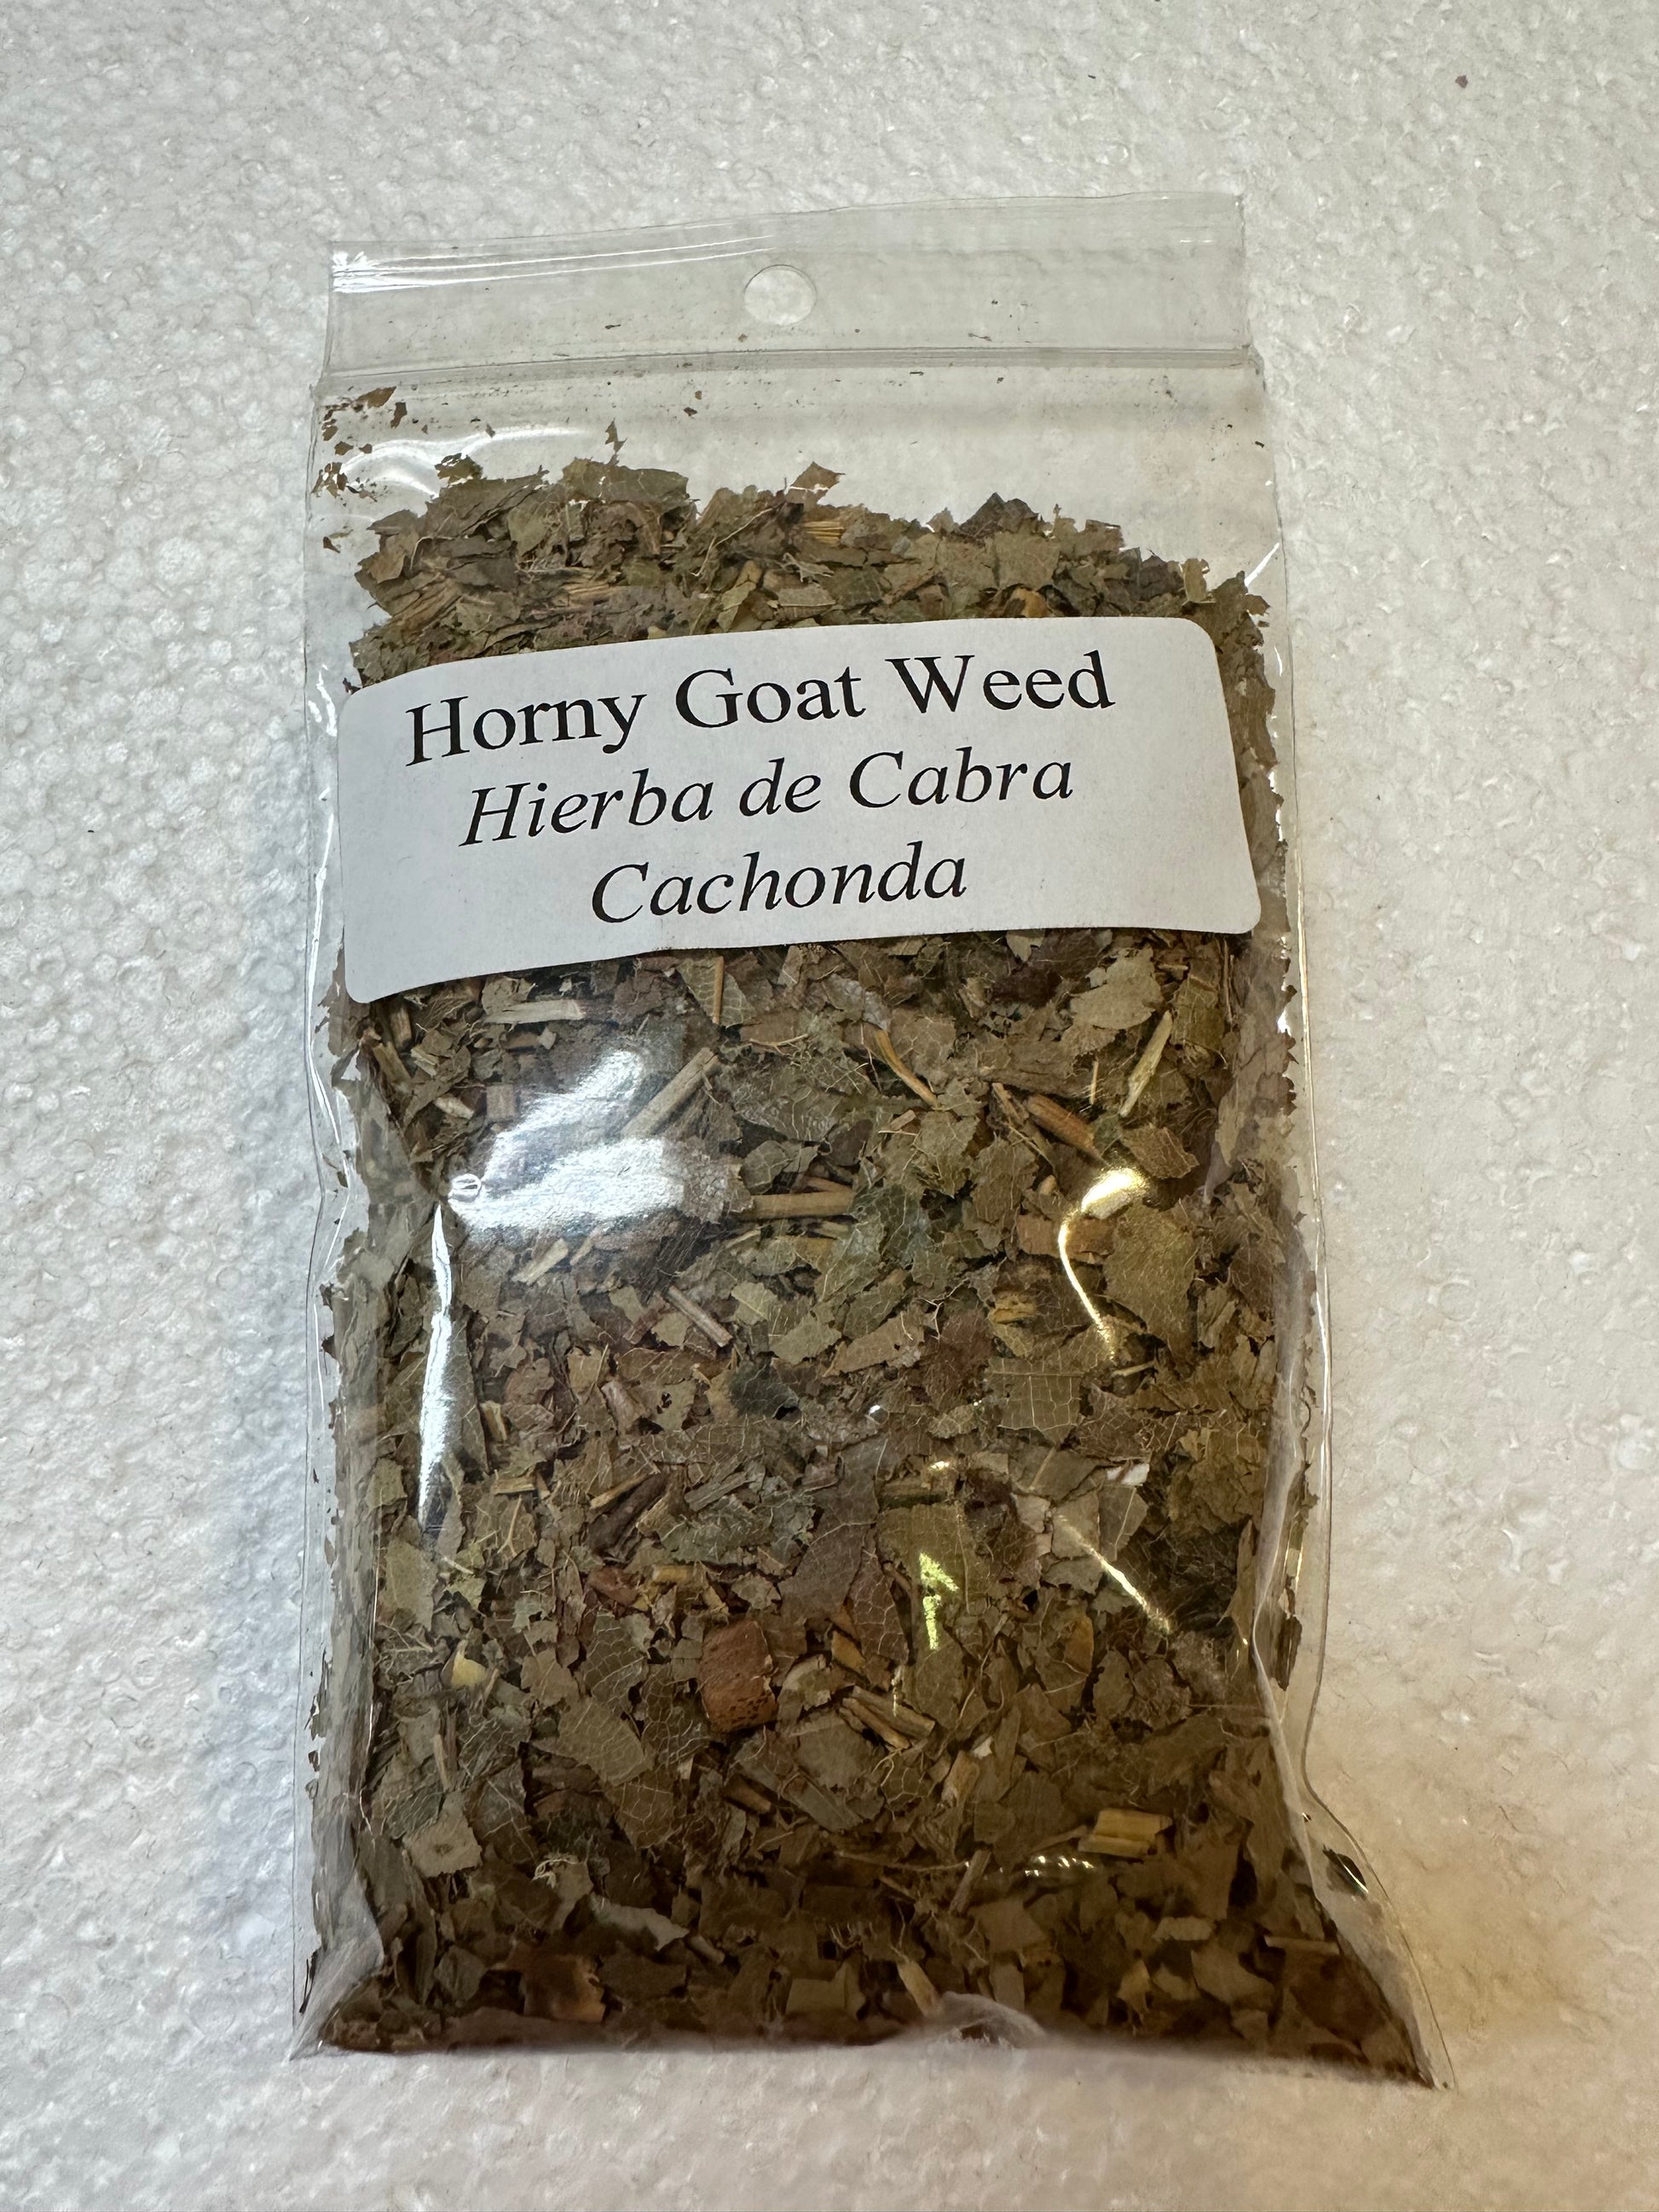 Horny Goat Weed
Hierba de Cabra
Cachonda